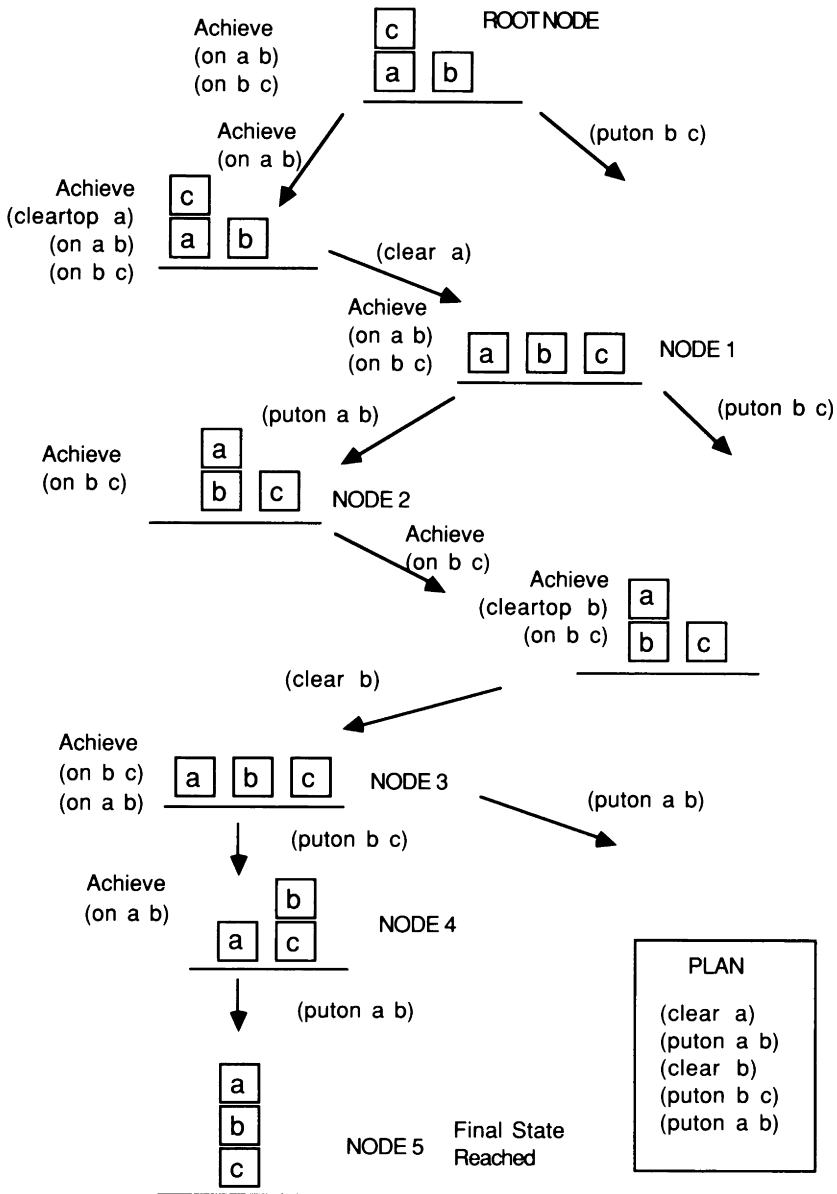 ROOT NODE
Achieve
(on a b)
(on b c)
c
a b
Achieve
(on a b)
(puton b c)
Achieve
(cleartop a)
(on a b)
(on b c)
c
a b
(clear a)
Achieve
(on a b)
(on b c)
a b c
NODE 1
(puton a b)
(puton b c)
Achieve
(on b c)
a
b c
NODE 2
Achieve
(on b c)
Achieve
(cleartop b)
(on b c)
a
b c
(clear b)
Achieve
(on b c)
(on a b)
a b c
NODE 3
(puton a b)
(puton b c)
Achieve
(on a b)
b
a c
NODE 4
(puton a b)
a
b
c
NODE 5
Final State
Reached
PLAN
(clear a)
(puton a b)
(clear b)
(puton b c)
(puton a b)